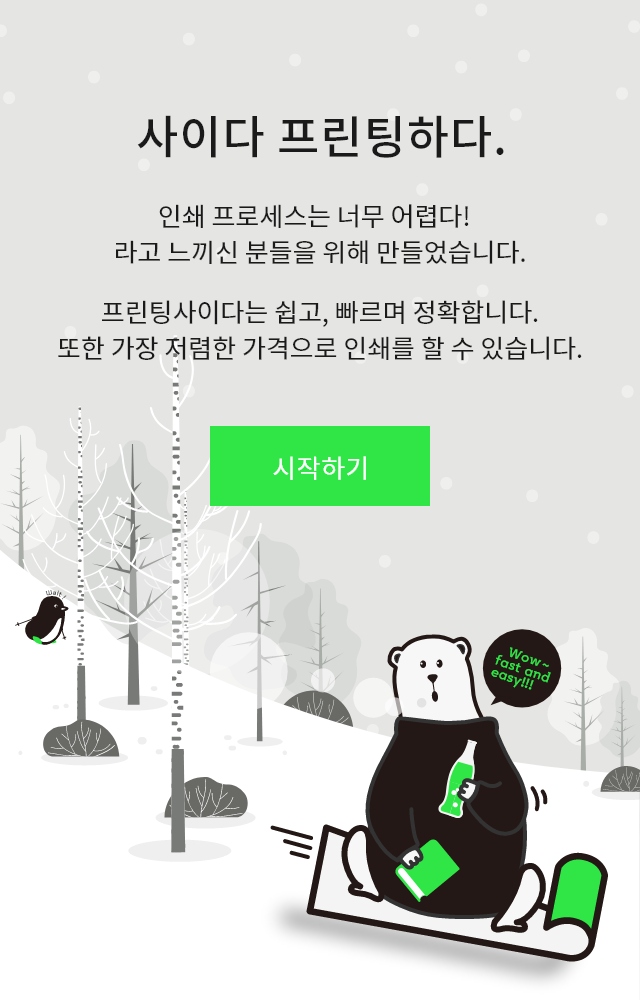 사이다 프린팅하다.
인쇄 프로세스는 너무 어렵다!
라고 느끼신 분들을 위해 만들었습니다.
프린팅사이다는 쉽고, 빠르며 정확합니다.
또한 가장 저렴한 가격으로 인쇄를 할 수 있습니다.
시작하기
Wait
Wow~
fast and
easy!!!